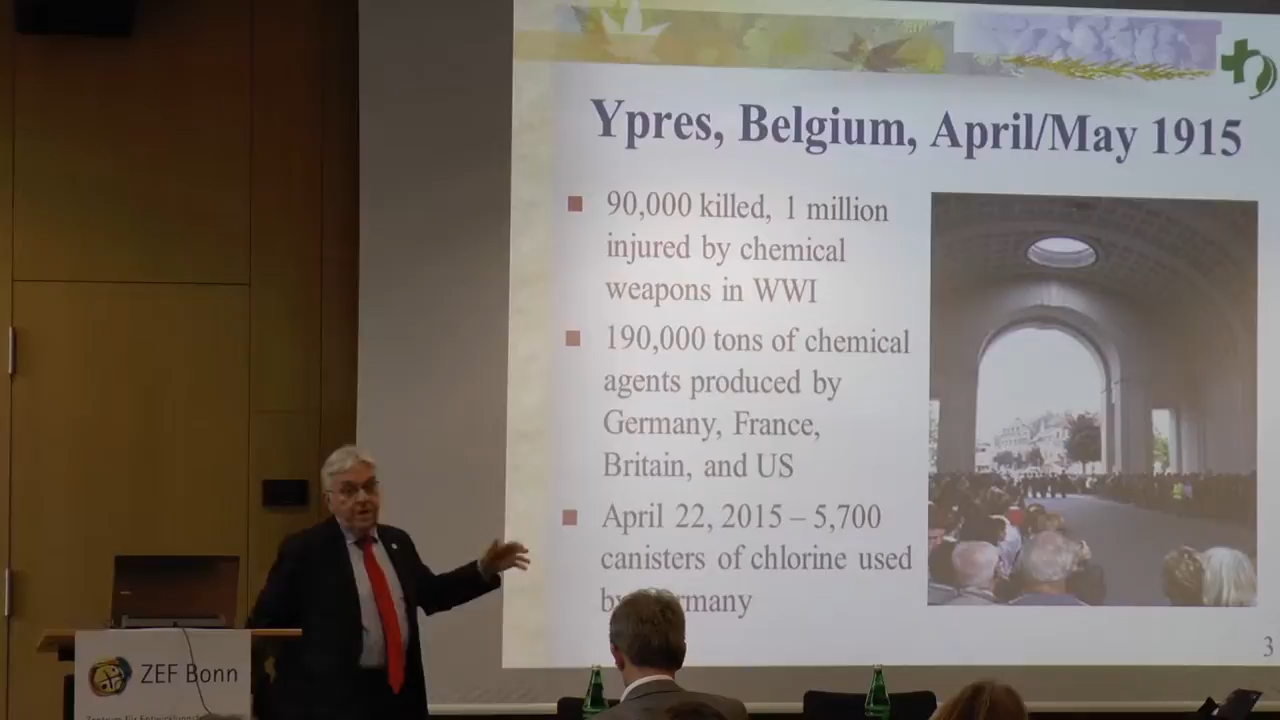 Ypres, Belgium, April/May 1915
90,000 killed, 1 million
injured by chemical
weapons in WWI
190,000 tons of chemical
agents produced by
Germany, France,
Britain, and US
April 22, 2015 – 5,700
canisters of chlorine used
3
ZEF Bonn
Zentrum für